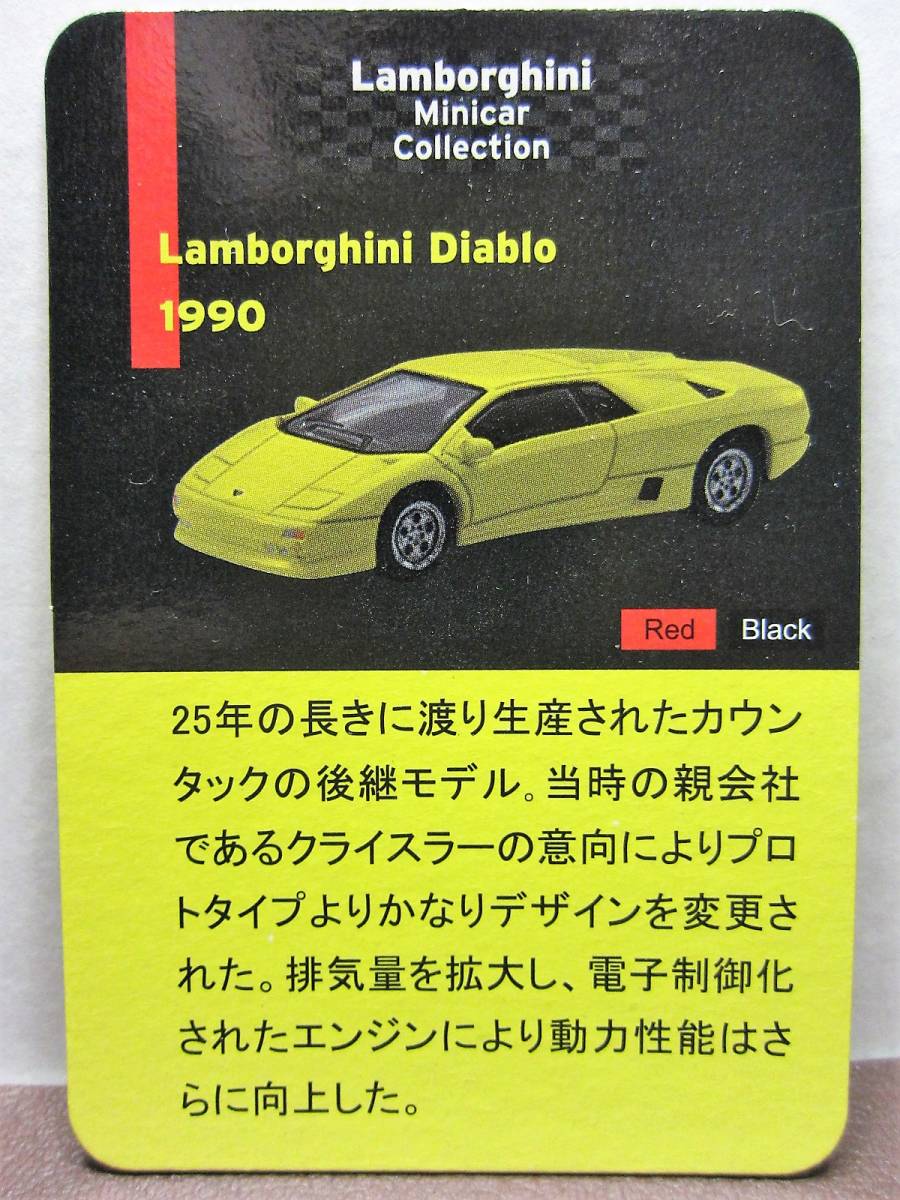 Lamborghini
Minicar
Collection
Lamborghini Diablo
1990
Red Black
25年の長きに渡り生産されたカウン
タックの後継モデル。当時の親会社
であるクライスラーの意向によりプロ
トタイプよりかなりデザインを変更さ
れた。排気量を拡大し、電子制御化
されたエンジンにより動力性能はさ
らに向上した。